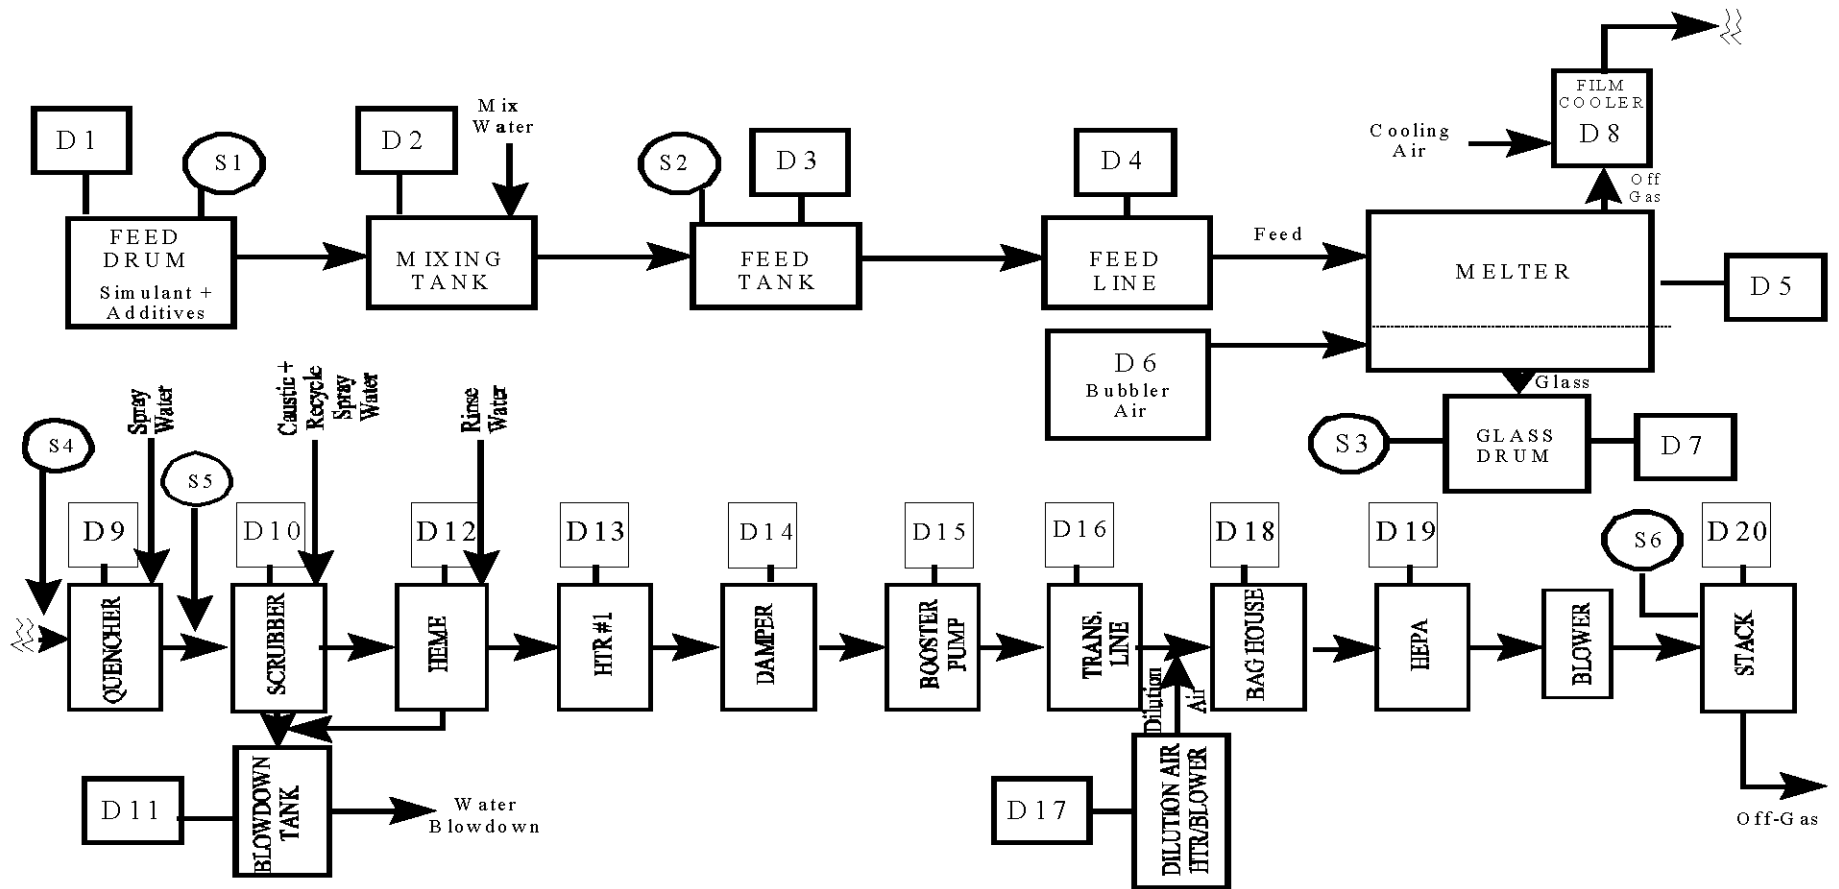 D1
S1
FEED
DRUM
Simulant +
Additives
D2
Mix
Water
MIXING
TANK
S2
D3
FEED
TANK
D4
FEED
LINE
Feed
D6
Bubbler
Air
MELTER
D5
Cooling
Air
FILM
COOLER
D8
Off
Gas
Glass
S3
GLASS
DRUM
D7
S4
Spray
Water
S5
Caustic +
Recycle
Spray
Water
Rinse
Water
D9
QUENCHER
D10
SCRUBBER
D12
HEME
D13
HTR #1
D14
DAMPER
D15
BOOSTER
PUMP
D16
TRANS.
LINE
Dilution
Air
D18
BAG HOUSE
D19
HEPA
BLOWER
S6
D20
STACK
Off-Gas
D11
BLOWDOWN
TANK
Water
Blowdown
D17
DILUTION AIR
HTR/BLOWER